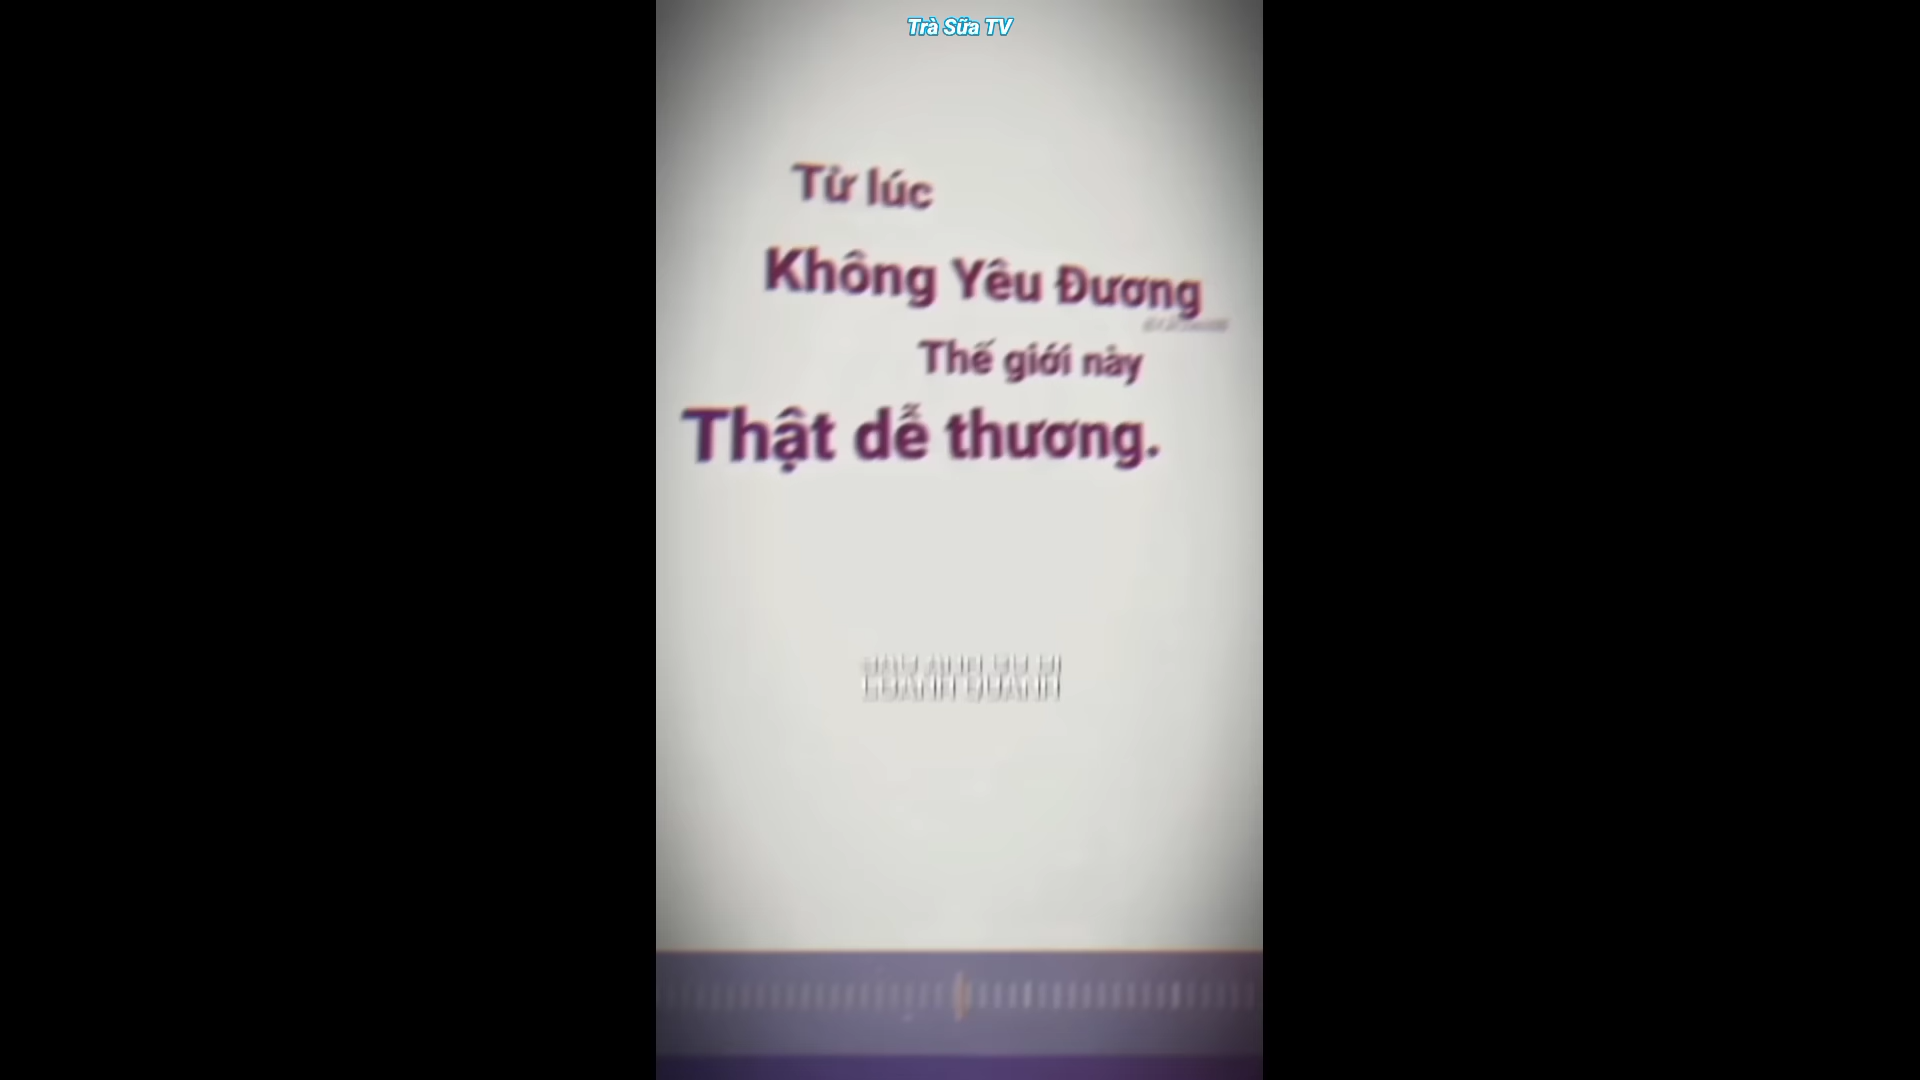 Trà Sữa TV
Từ lúc
Không Yêu Đương
Thế giới này
Thật dễ thương.